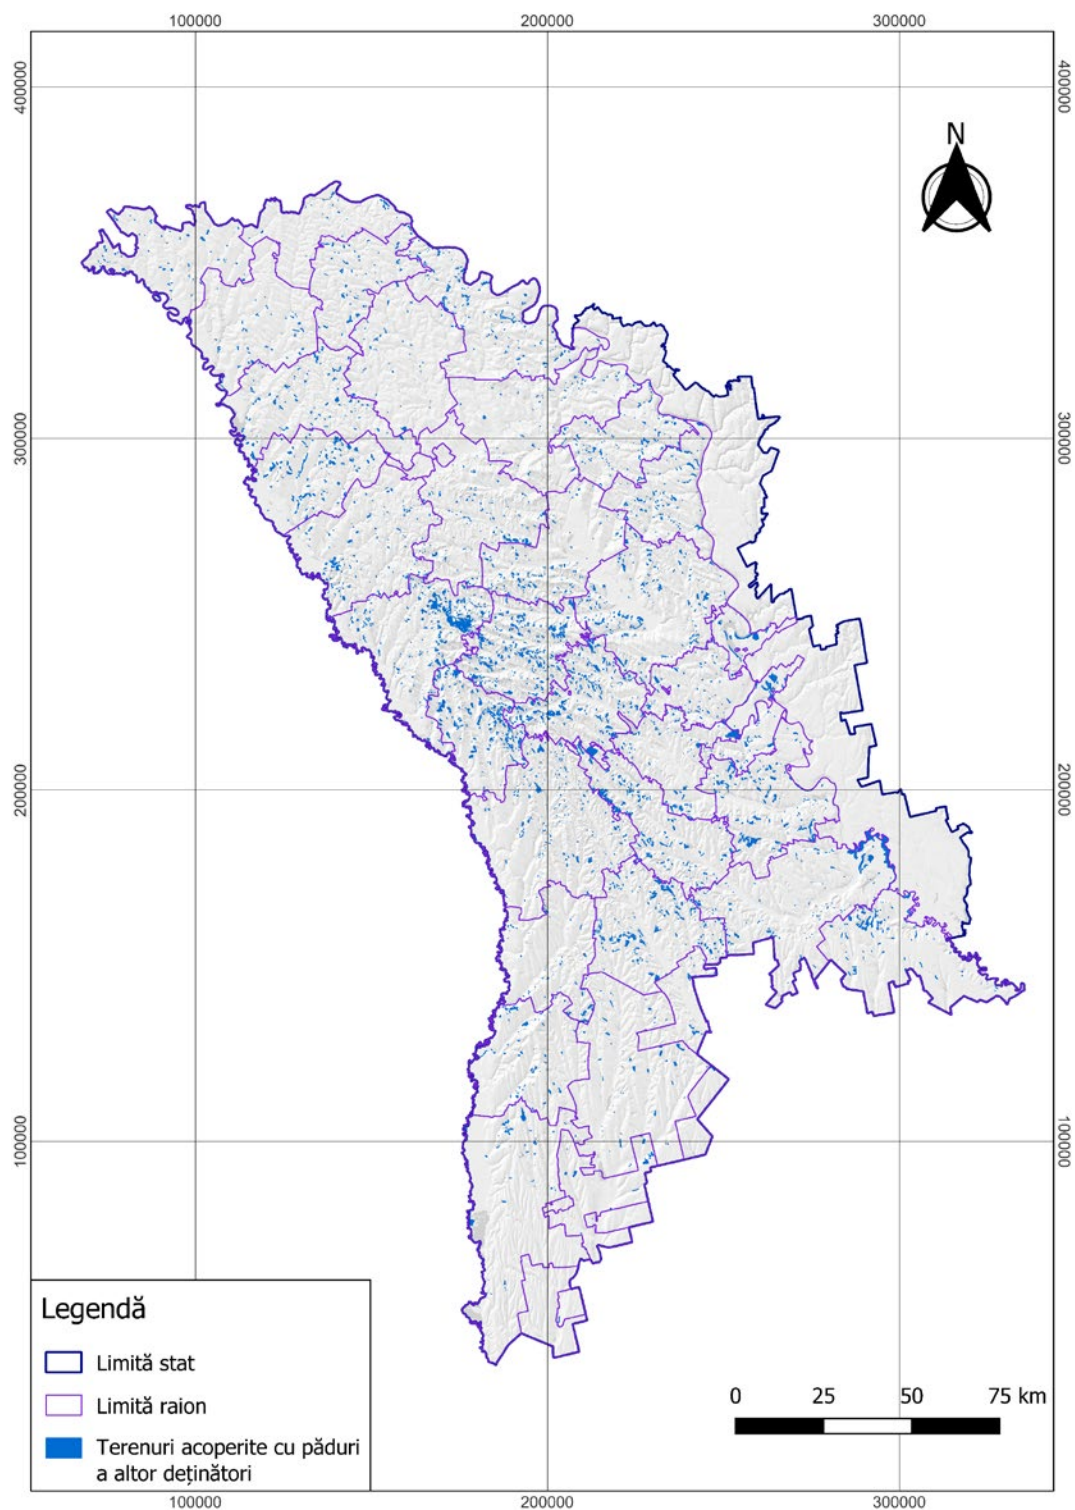 100000 200000 300000
400000 400000
N
300000 300000
200000 200000
100000 100000
Legendă
Limită stat
Limită raion
Terenuri acoperite cu păduri
a altor deținători
0 25 50 75 km
100000 200000 300000